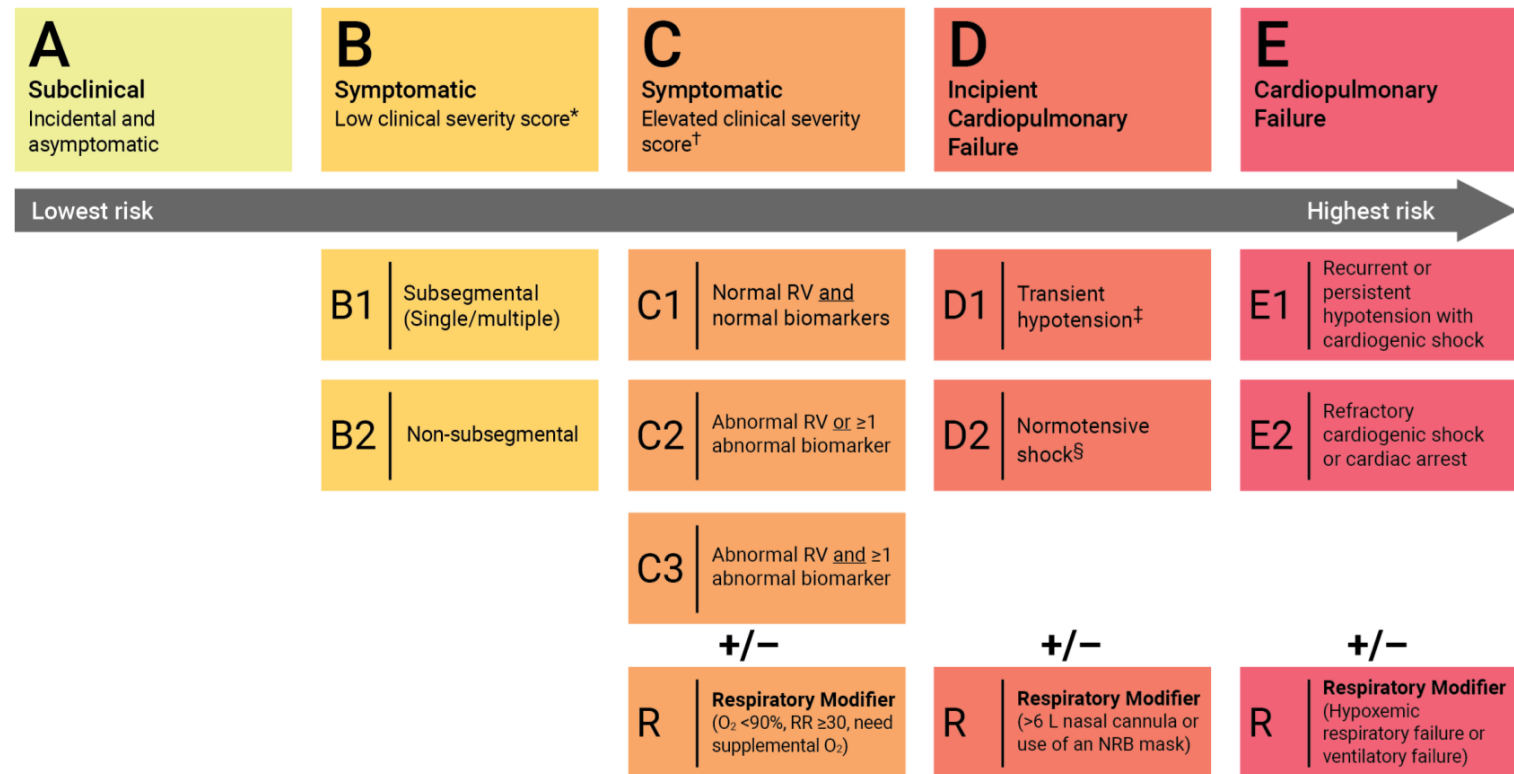 A
Subclinical
Incidental and
asymptomatic
B
Symptomatic
Low clinical severity score*
C
Symptomatic
Elevated clinical severity
score†
D
Incipient
Cardiopulmonary
Failure
E
Cardiopulmonary
Failure
Lowest risk
Highest risk
B1
Subsegmental
(Single/multiple)
C1
Normal RV and
normal biomarkers
D1
Transient
hypotension‡
E1
Recurrent or
persistent
hypotension with
cardiogenic shock
B2
Non-subsegmental
C2
Abnormal RV or ≥1
abnormal biomarker
D2
Normotensive
shock§
E2
Refractory
cardiogenic shock
or cardiac arrest
C3
Abnormal RV and ≥1
abnormal biomarker
+/−
+/−
+/−
R
Respiratory Modifier
(O₂ <90%, RR ≥30, need
supplemental O₂)
R
Respiratory Modifier
(>6 L nasal cannula or
use of an NRB mask)
R
Respiratory Modifier
(Hypoxemic
respiratory failure or
ventilatory failure)